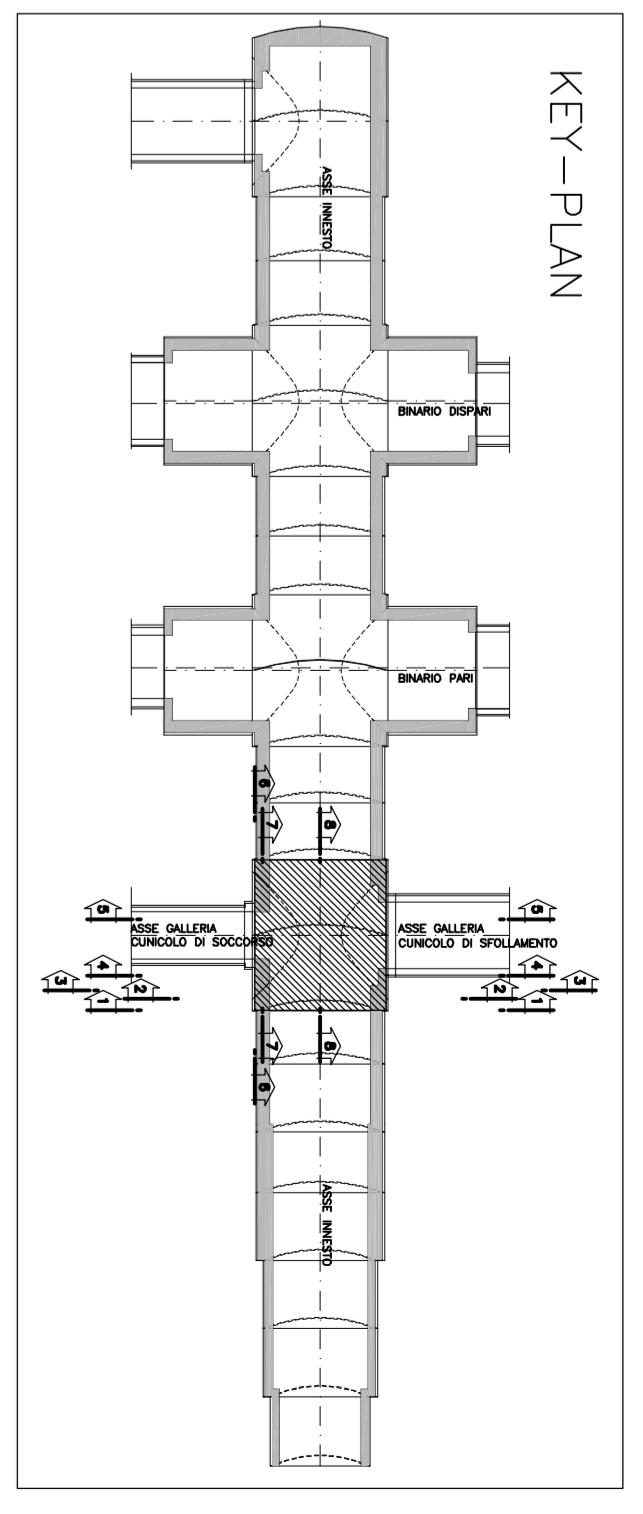 KEY-PLAN
ASSE INNESTO
BINARIO DISPARI
BINARIO PARI
6
7
8
5
5
ASSE GALLERIA
CUNICOLO DI SOCCORSO
ASSE GALLERIA
CUNICOLO DI SFOLLAMENTO
4
4
3
3
2
2
1
1
7
8
6
ASSE INNESTO